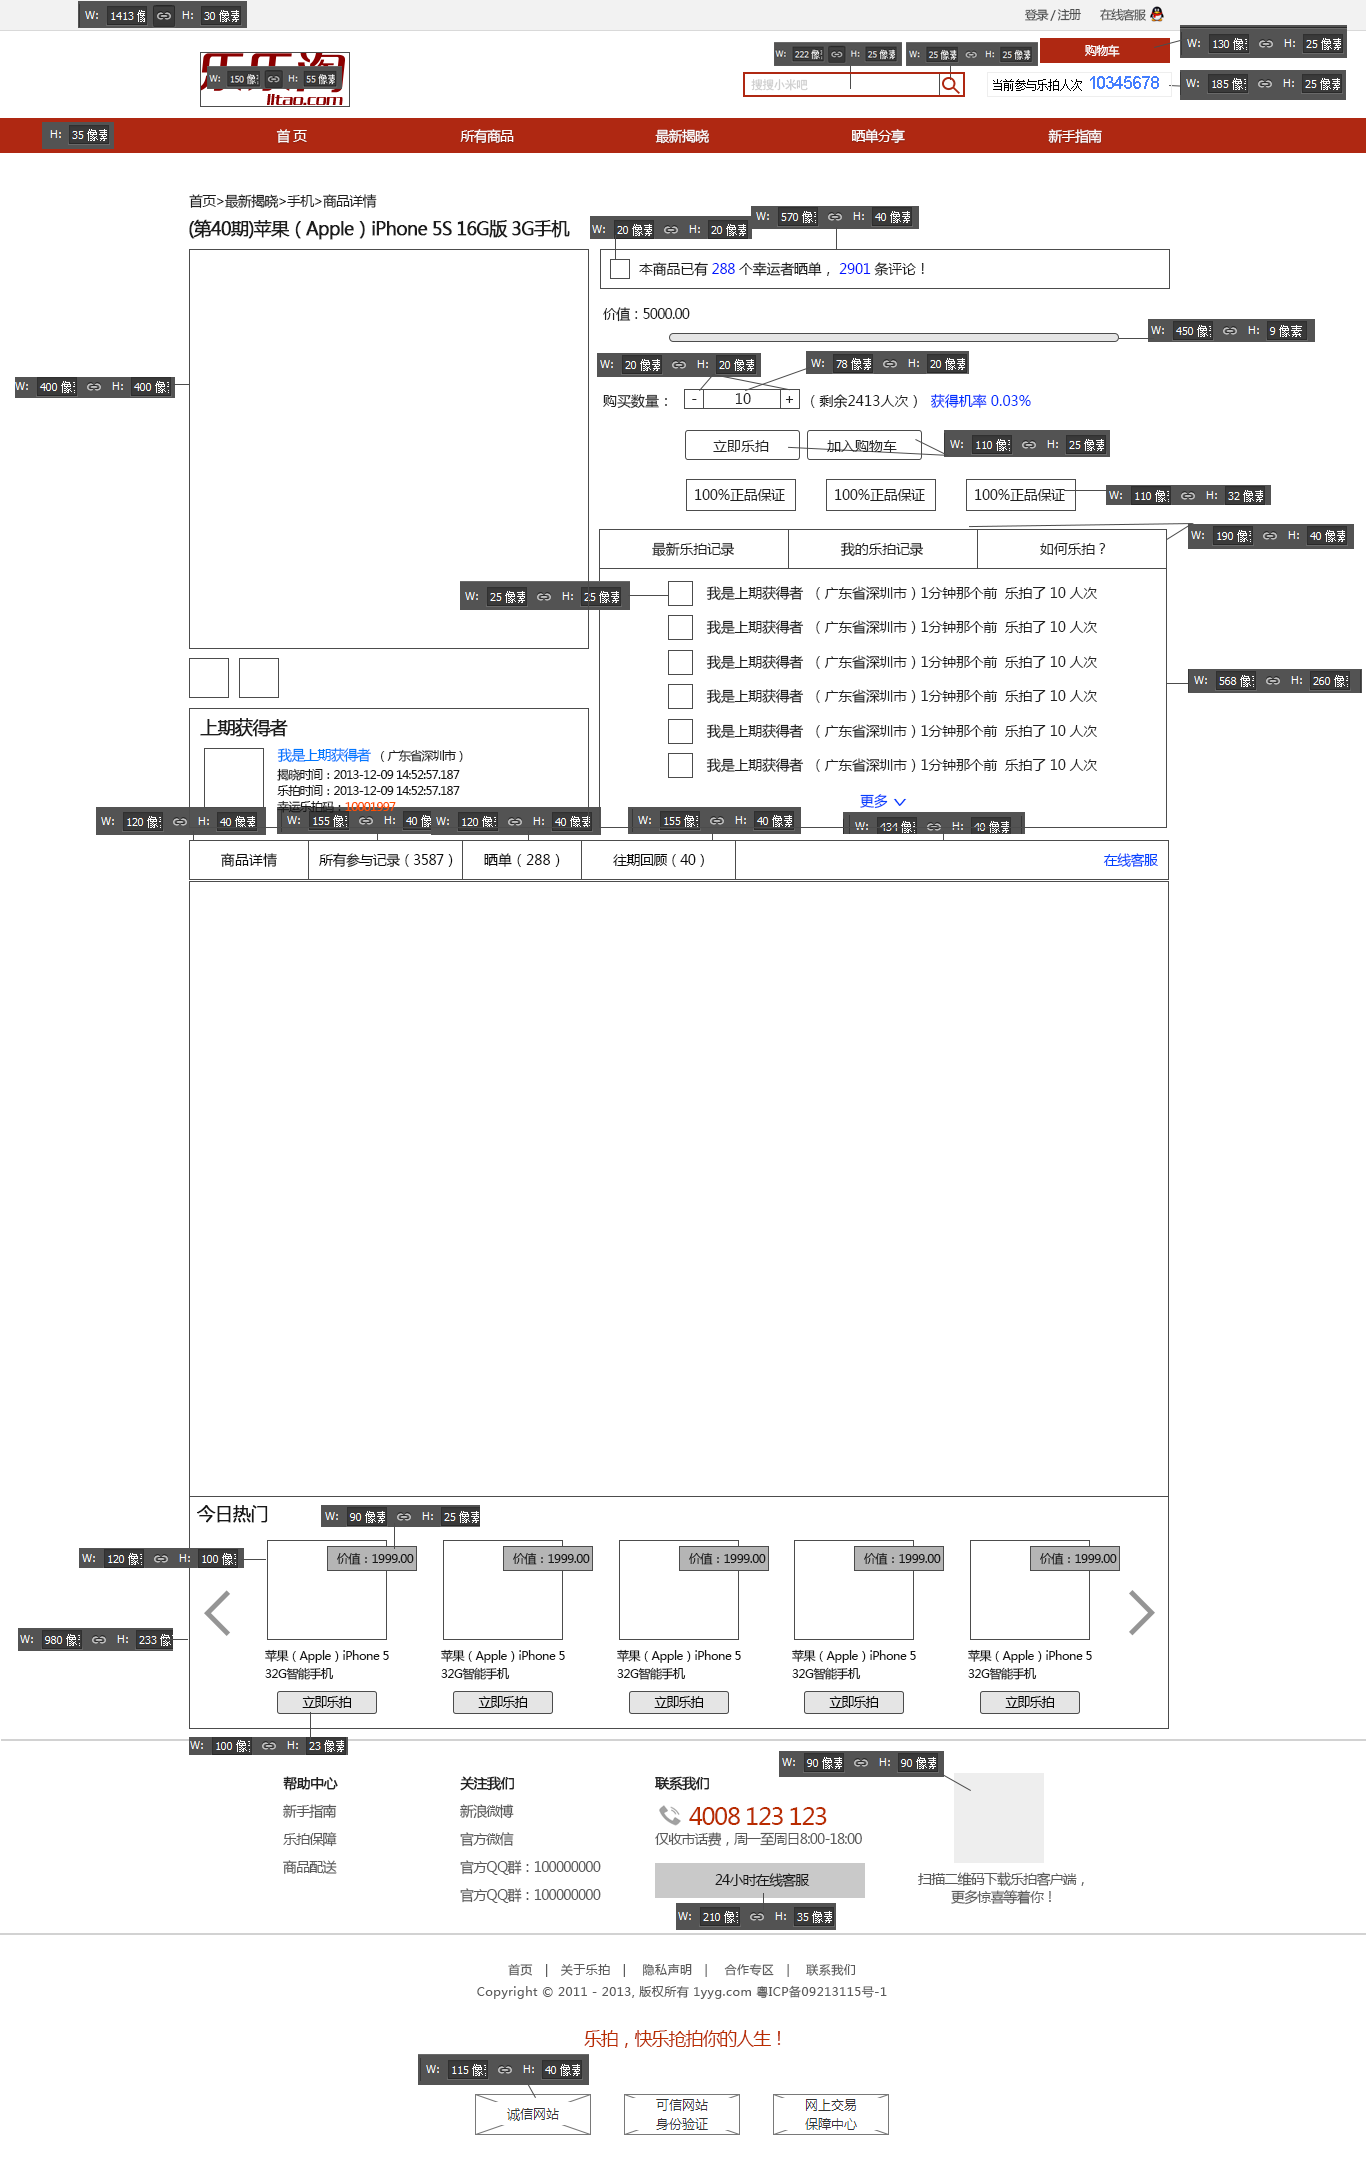 W: 1413 像 H: 30 像素
登录 / 注册 在线客服
W: 222 像 H: 25 像素
W: 25 像素 H: 25 像素
购物车
W: 130 像 H: 25 像素
乐乐淘
W: 150 像 H: 55 像素
lltao.com
搜搜小米吧
当前参与乐拍人次 10345678
W: 185 像 H: 25 像素
H: 35 像素
首 页 所有商品 最新揭晓 晒单分享 新手指南
首页>最新揭晓>手机>商品详情
(第40期)苹果（Apple）iPhone 5S 16G版 3G手机
W: 20 像素 H: 20 像素
W: 570 像 H: 40 像素
本商品已有 288 个幸运者晒单， 2901 条评论！
价值：5000.00
W: 450 像 H: 9 像素
W: 20 像素 H: 20 像素
W: 78 像素 H: 20 像素
W: 400 像 H: 400 像
购买数量： - 10 + （ 剩余2413人次 ） 获得机率 0.03%
立即乐拍 加入购物车
W: 110 像 H: 25 像素
100%正品保证 100%正品保证 100%正品保证
W: 110 像 H: 32 像素
W: 190 像 H: 40 像素
最新乐拍记录 我的乐拍记录 如何乐拍？
W: 25 像素 H: 25 像素
我是上期获得者 （ 广东省深圳市 ）1分钟那个前 乐拍了 10 人次
我是上期获得者 （ 广东省深圳市 ）1分钟那个前 乐拍了 10 人次
我是上期获得者 （ 广东省深圳市 ）1分钟那个前 乐拍了 10 人次
我是上期获得者 （ 广东省深圳市 ）1分钟那个前 乐拍了 10 人次
我是上期获得者 （ 广东省深圳市 ）1分钟那个前 乐拍了 10 人次
我是上期获得者 （ 广东省深圳市 ）1分钟那个前 乐拍了 10 人次
W: 568 像 H: 260 像
更多
上期获得者
我是上期获得者 （ 广东省深圳市 ）
揭晓时间：2013-12-09 14:52:57.187
乐拍时间：2013-12-09 14:52:57.187
幸运乐拍码：10001997
W: 120 像 H: 40 像素
W: 155 像 H: 40 像
W: 120 像 H: 40 像素
W: 155 像 H: 40 像素
W: 434 像 H: 40 像素
商品详情 所有参与记录（3587 ） 晒单（288 ） 往期回顾（40 ） 在线客服
今日热门
W: 90 像素 H: 25 像素
W: 120 像 H: 100 像
价值：1999.00 价值：1999.00 价值：1999.00 价值：1999.00 价值：1999.00
W: 980 像 H: 233 像
苹果（Apple）iPhone 5
32G智能手机
苹果（Apple）iPhone 5
32G智能手机
苹果（Apple）iPhone 5
32G智能手机
苹果（Apple）iPhone 5
32G智能手机
苹果（Apple）iPhone 5
32G智能手机
立即乐拍 立即乐拍 立即乐拍 立即乐拍 立即乐拍
W: 100 像 H: 23 像素
帮助中心
新手指南
乐拍保障
商品配送
关注我们
新浪微博
官方微信
官方QQ群：100000000
官方QQ群：100000000
联系我们
4008 123 123
仅收市话费，周一至周日8:00-18:00
24小时在线客服
W: 210 像 H: 35 像素
W: 90 像素 H: 90 像素
扫描二维码下载乐拍客户端，
更多惊喜等着你！
首页 | 关于乐拍 | 隐私声明 | 合作专区 | 联系我们
Copyright © 2011 - 2013, 版权所有 1yyg.com 粤ICP备09213115号-1
乐拍，快乐抢拍你的人生！
W: 115 像 H: 40 像素
诚信网站
可信网站
身份验证
网上交易
保障中心